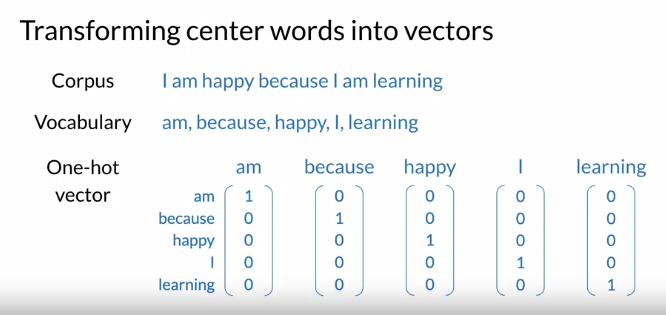 Transforming center words into vectors
Corpus I am happy because I am learning
Vocabulary am, because, happy, I, learning
One-hot vector
am because happy I learning
am 1 0 0 0 0
because 0 1 0 0 0
happy 0 0 1 0 0
I 0 0 0 1 0
learning 0 0 0 0 1